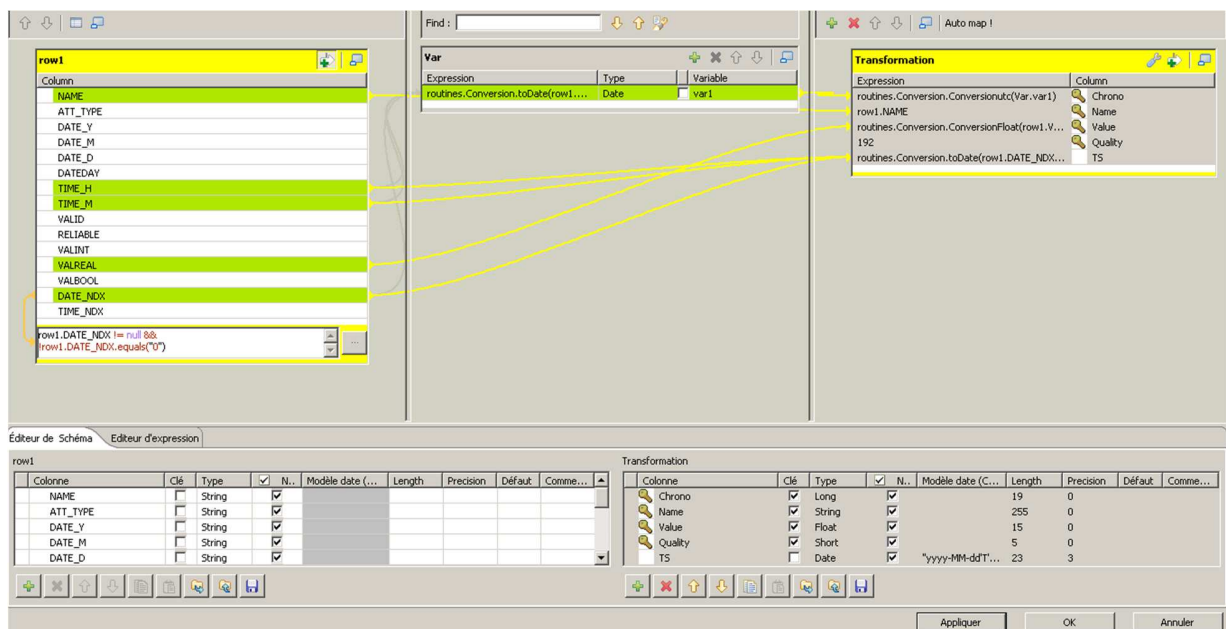 Find :
Auto map !
row1
Column
NAME
ATT_TYPE
DATE_Y
DATE_M
DATE_D
DATEDAY
TIME_H
TIME_M
VALID
RELIABLE
VALINT
VALREAL
VALBOOL
DATE_NDX
TIME_NDX
row1.DATE_NDX != null &&
!row1.DATE_NDX.equals("0")
...
Var
Expression Type Variable
routines.Conversion.toDate(row1.... Date var1
Transformation
Expression Column
routines.Conversion.Conversionutc(Var.var1) Chrono
row1.NAME Name
routines.Conversion.ConversionFloat(row1.V... Value
192 Quality
routines.Conversion.toDate(row1.DATE_NDX... TS
Éditeur de Schéma Editeur d'expression
row1
Colonne Clé Type N.. Modèle date (... Length Precision Défaut Comme...
NAME String
ATT_TYPE String
DATE_Y String
DATE_M String
DATE_D String
Transformation
Colonne Clé Type N.. Modèle date (C... Length Precision Défaut Comme...
Chrono Long 19 0
Name String 255 0
Value Float 15 0
Quality Short 5 0
TS Date "yyyy-MM-dd'T'... 23 3
Appliquer OK Annuler